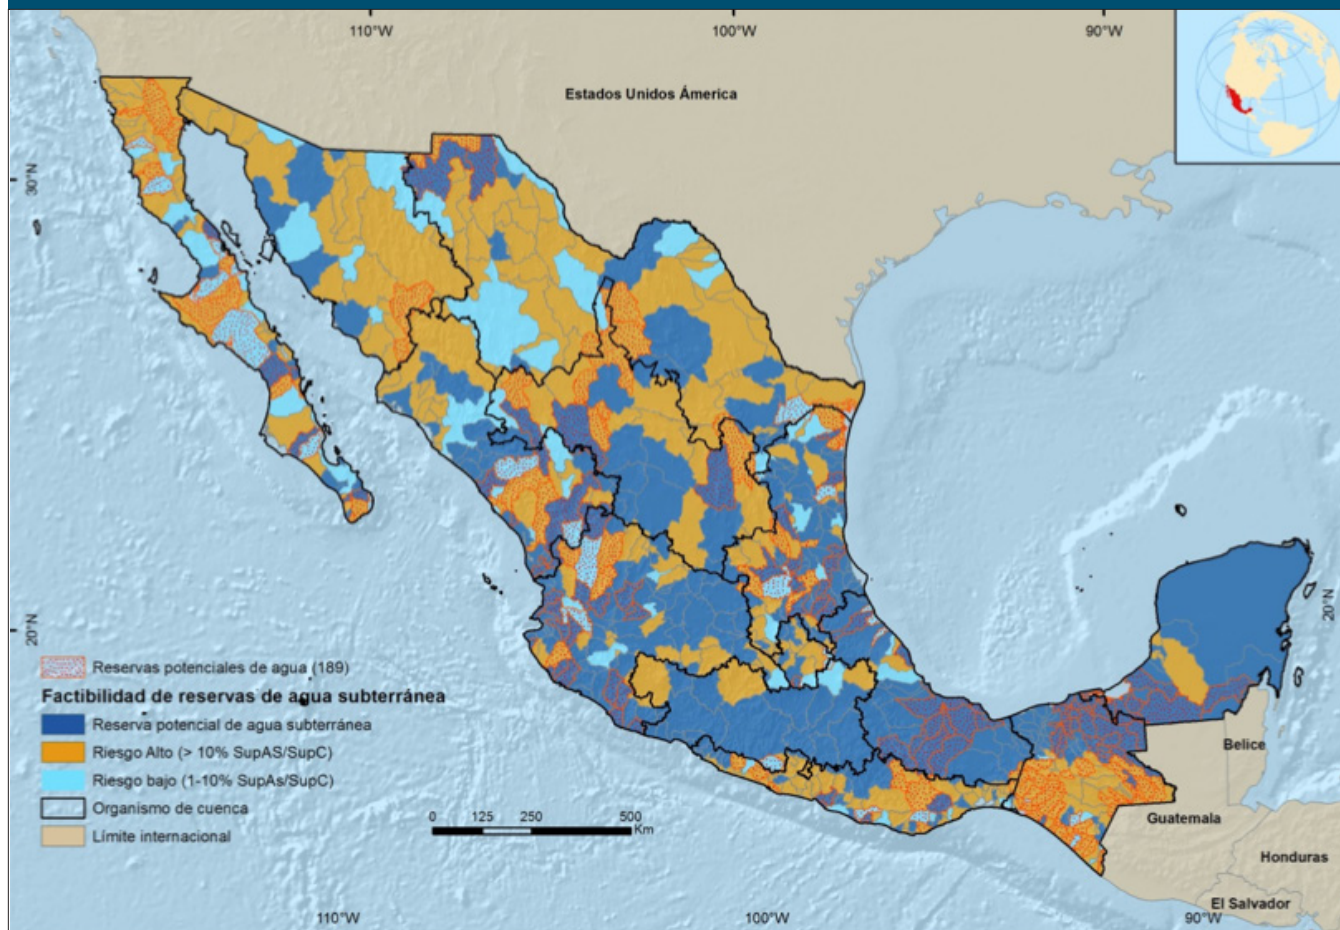 110°W
100°W
90°W
Estados Unidos Ámerica
30°N
20°N
20°N
Reservas potenciales de agua (189)
Factibilidad de reservas de agua subterránea
Reserva potencial de agua subterránea
Riesgo Alto (> 10% SupAS/SupC)
Riesgo bajo (1-10% SupAs/SupC)
Organismo de cuenca
Límite internacional
0 125 250 500
Km
Belice
Guatemala
Honduras
El Salvador
110°W
100°W
90°W